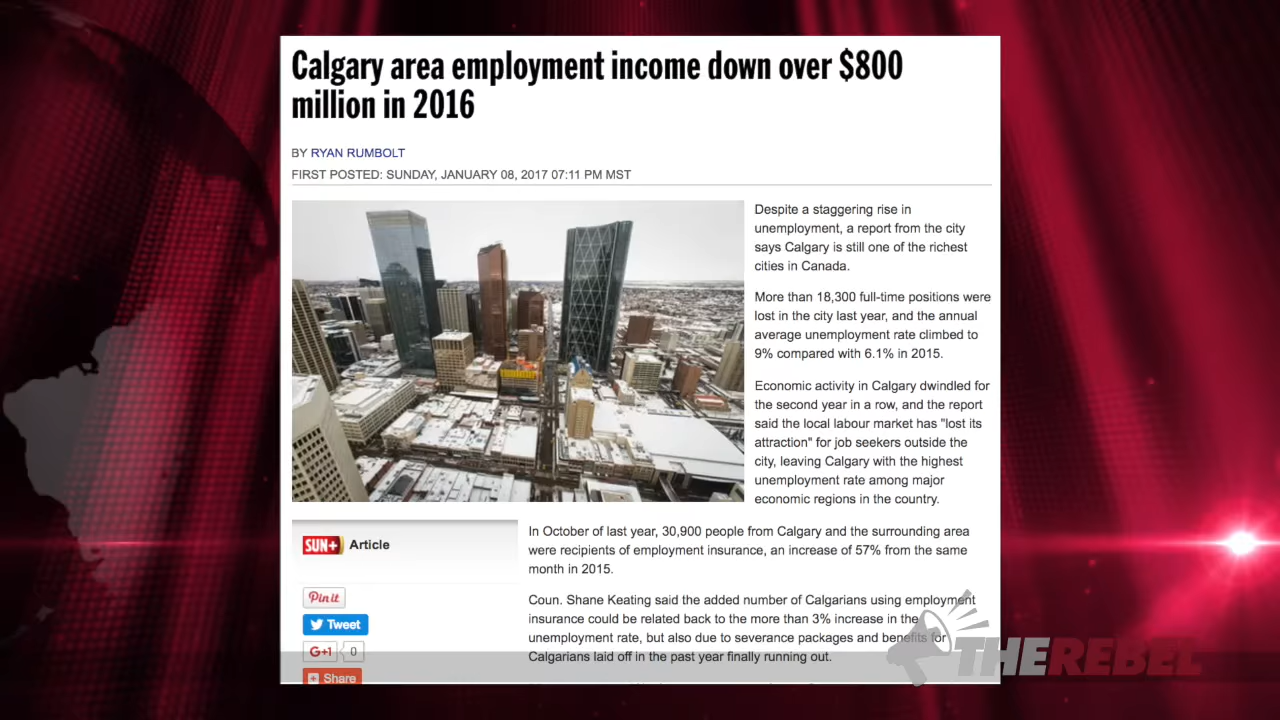 Calgary area employment income down over $800
million in 2016
BY RYAN RUMBOLT
FIRST POSTED: SUNDAY, JANUARY 08, 2017 07:11 PM MST
Despite a staggering rise in
unemployment, a report from the city
says Calgary is still one of the richest
cities in Canada.
More than 18,300 full-time positions were
lost in the city last year, and the annual
average unemployment rate climbed to
9% compared with 6.1% in 2015.
Economic activity in Calgary dwindled for
the second year in a row, and the report
said the local labour market has "lost its
attraction" for job seekers outside the
city, leaving Calgary with the highest
unemployment rate among major
economic regions in the country.
SUN+ Article
Pin it
Tweet
G+1 0
Share
In October of last year, 30,900 people from Calgary and the surrounding area
were recipients of employment insurance, an increase of 57% from the same
month in 2015.
Coun. Shane Keating said the added number of Calgarians using employment
insurance could be related back to the more than 3% increase in the
unemployment rate, but also due to severance packages and benefits for
Calgarians laid off in the past year finally running out.
THEREBEL